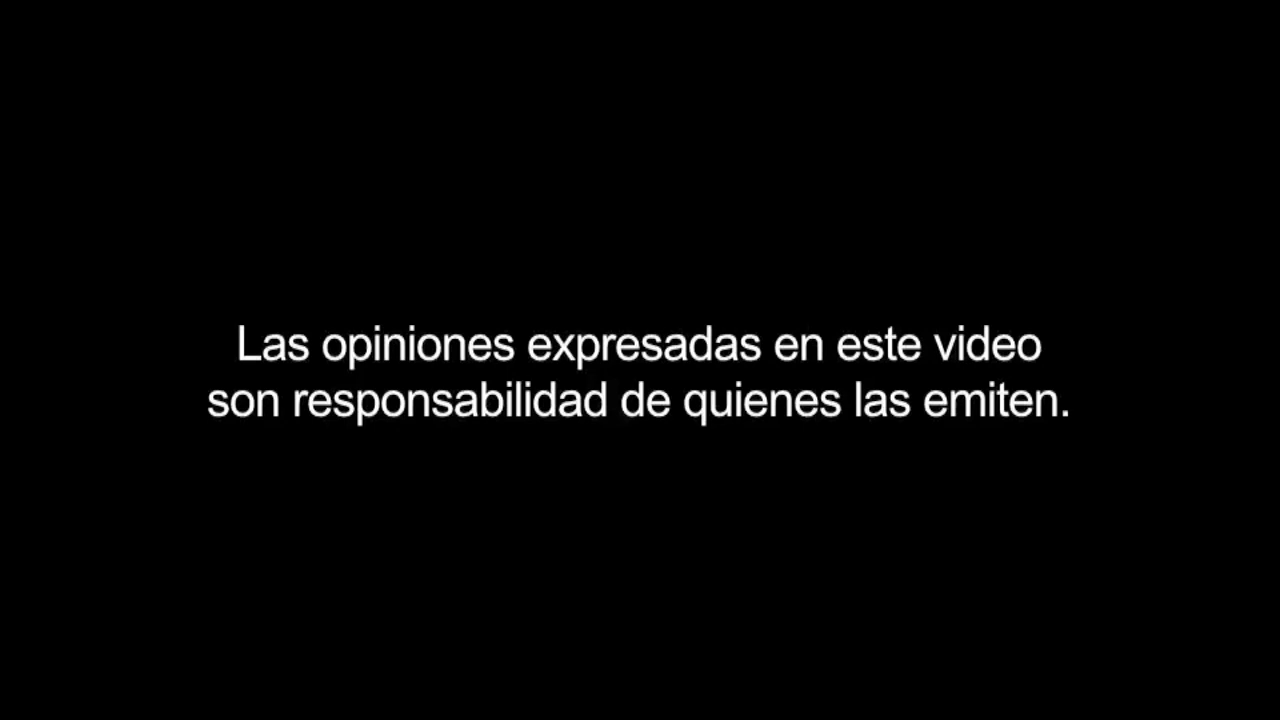 Las opiniones expresadas en este video
son responsabilidad de quienes las emiten.